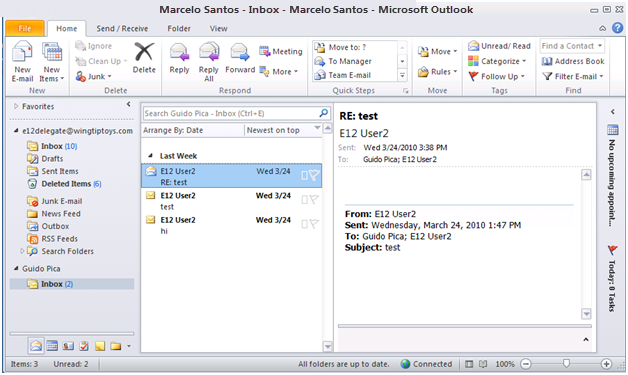 Marcelo Santos - Inbox - Marcelo Santos - Microsoft Outlook
File Home Send / Receive Folder View
New E-mail
New Items
New
Ignore
Clean Up
Junk
Delete
Delete
Reply
Reply All
Forward
Meeting
More
Respond
Move to: ?
To Manager
Team E-mail
Quick Steps
Move
Rules
Move
Unread/ Read
Categorize
Follow Up
Tags
Find a Contact
Address Book
Filter E-mail
Find
Favorites
e12delegate@wingtiptoys.com
Inbox (10)
Drafts
Sent Items
Deleted Items (6)
Junk E-mail
News Feed
Outbox
RSS Feeds
Search Folders
Guido Pica
Inbox (2)
Search Guido Pica - Inbox (Ctrl+E)
Arrange By: Date Newest on top
Last Week
E12 User2 Wed 3/24
RE: test
E12 User2 Wed 3/24
test
E12 User2 Wed 3/24
hi
RE: test
E12 User2
Sent: Wed 3/24/2010 3:38 PM
To: Guido Pica; E12 User2
From: E12 User2
Sent: Wednesday, March 24, 2010 1:47 PM
To: Guido Pica; E12 User2
Subject: test
No upcoming appoint...
Today: 0 Tasks
Items: 3 Unread: 2 All folders are up to date. Connected 100%